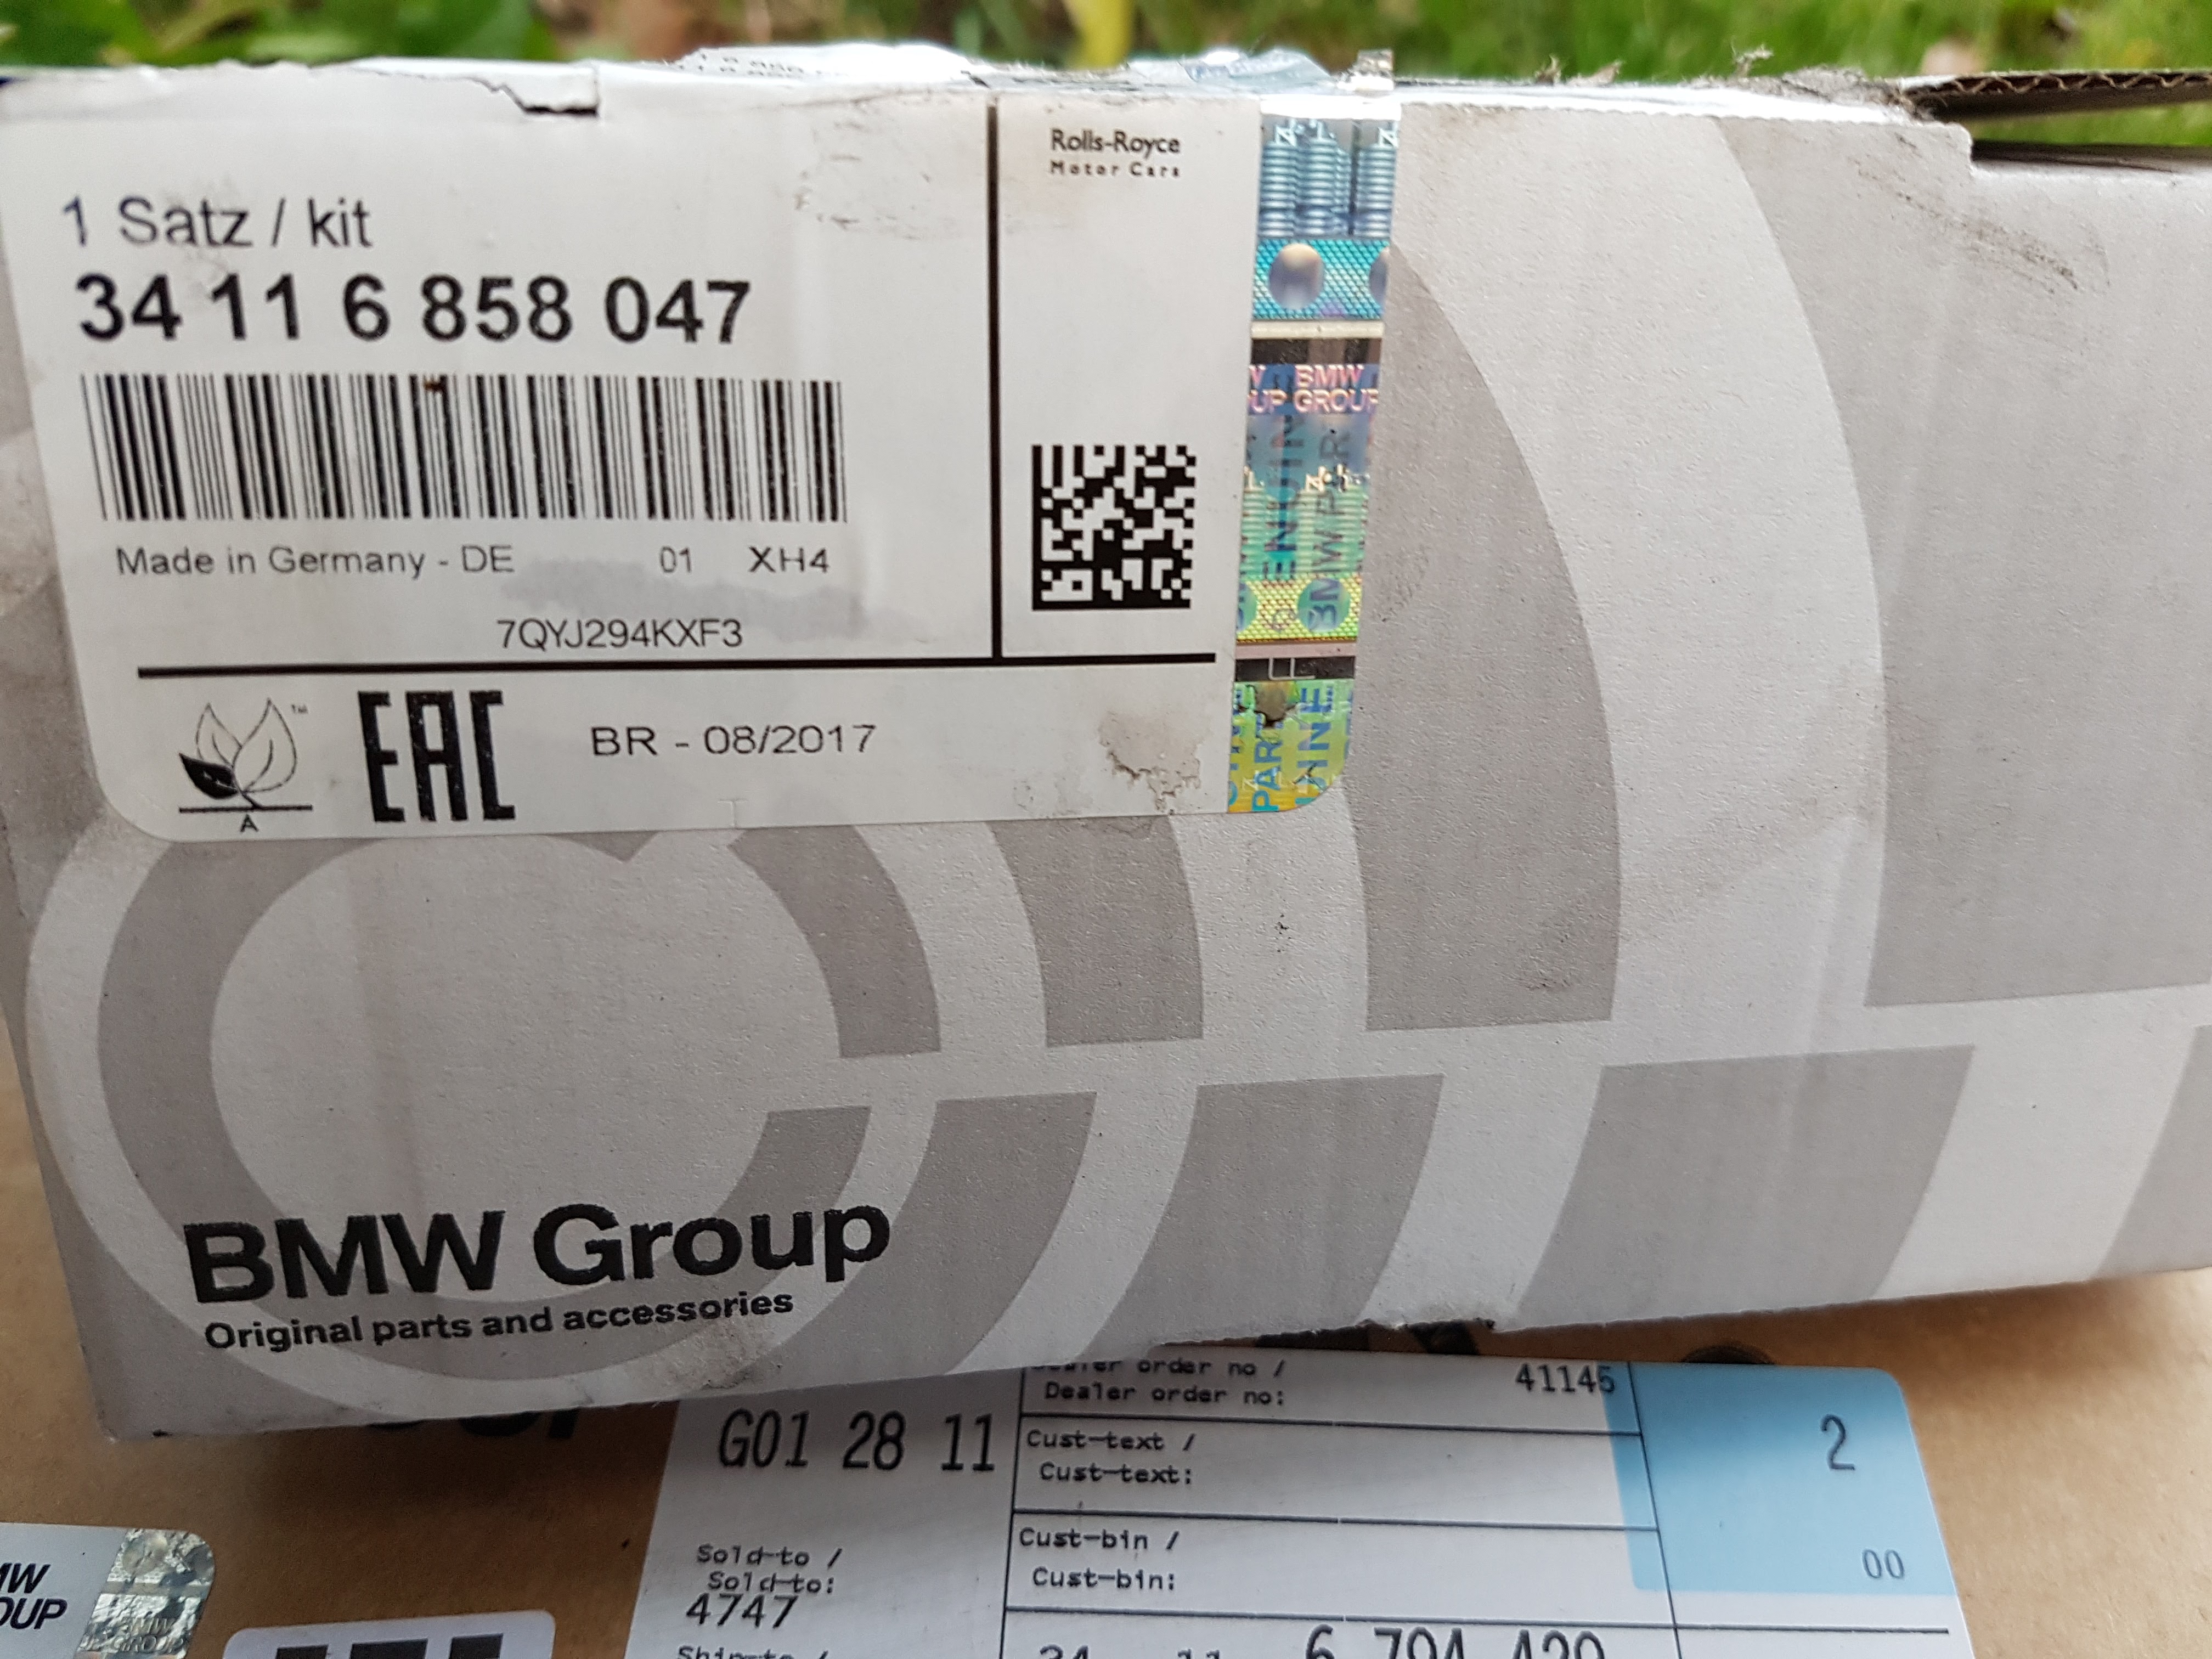 1 Satz / kit
34 11 6 858 047
Made in Germany - DE 01 XH4
7QYJ294KXF3
Rolls-Royce
Motor Cars
BMW
GROUP
™
A
EAC
BR - 08/2017
BMW Group
Original parts and accessories
order no /
Dealer order no:
41145
G01 28 11
Cust-text /
Cust-text:
2
Cust-bin /
Cust-bin:
00
Sold-to /
Sold-to:
4747